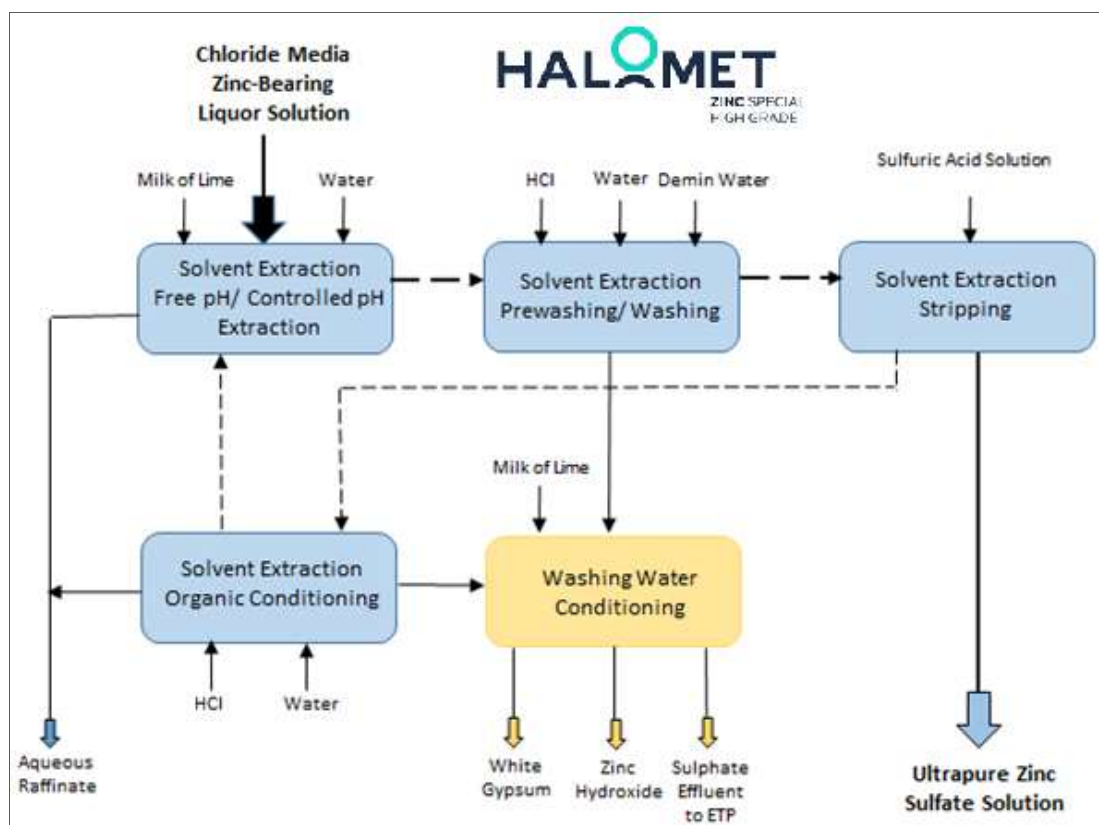 Chloride Media
Zinc-Bearing
Liquor Solution
HALOMET
ZINC SPECIAL
HIGH GRADE
Milk of Lime
Water
HCl
Water
Demin Water
Sulfuric Acid Solution
Solvent Extraction
Free pH/ Controlled pH
Extraction
Solvent Extraction
Prewashing/ Washing
Solvent Extraction
Stripping
Milk of Lime
Solvent Extraction
Organic Conditioning
Washing Water
Conditioning
HCl
Water
Aqueous
Raffinate
White
Gypsum
Zinc
Hydroxide
Sulphate
Effluent
to ETP
Ultrapure Zinc
Sulfate Solution